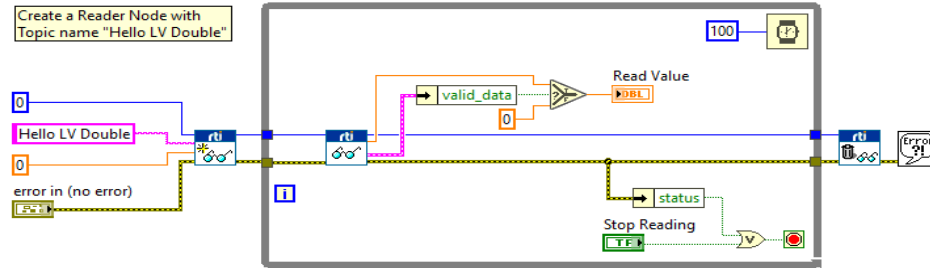 Create a Reader Node with
Topic name "Hello LV Double"
100
Read Value
DBL
valid_data
?
T
F
0
0
Hello LV Double
rti
rti
rti
0
Error
?!
error in (no error)
i
status
Stop Reading
TF
V